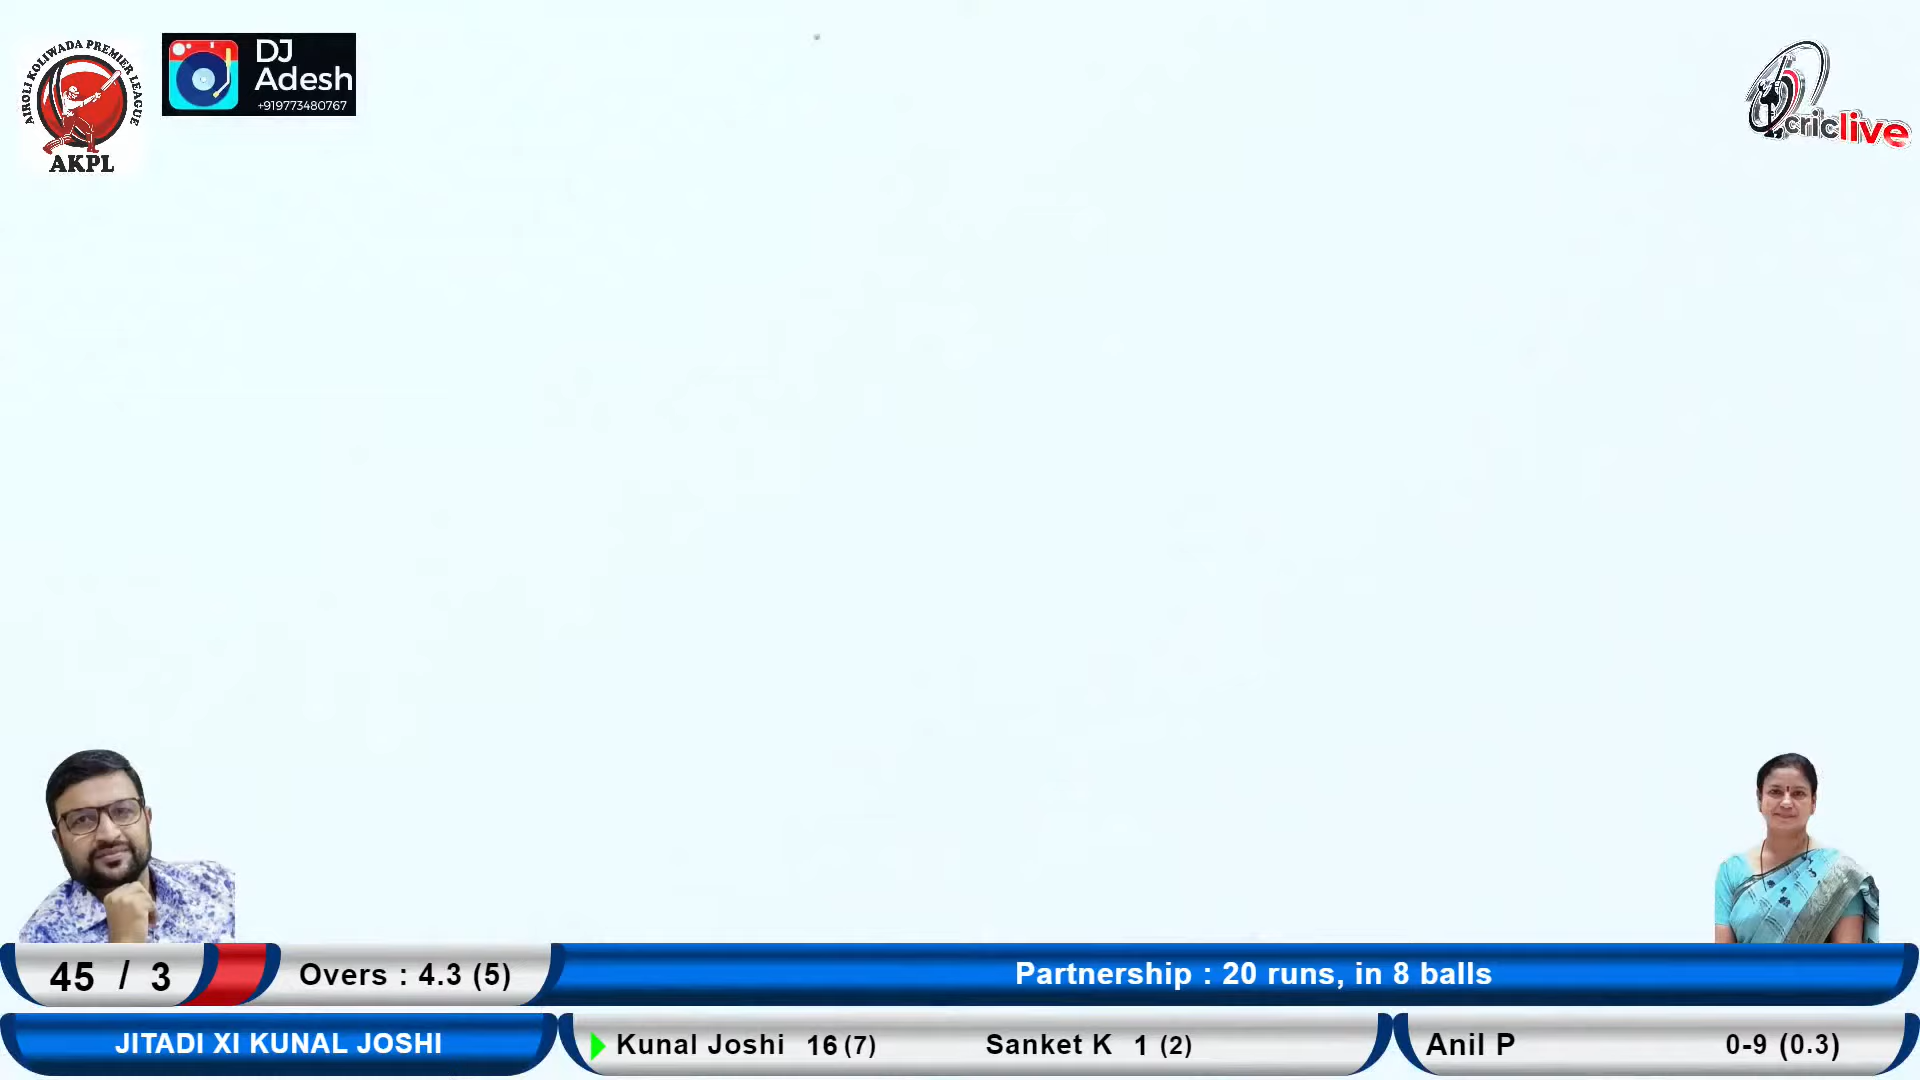 AIROLI KOLIWADA PREMIER LEAGUE
AKPL
DJ
Adesh
+919773480767
criclive
45 / 3
Overs : 4.3 (5)
Partnership : 20 runs, in 8 balls
JITADI XI KUNAL JOSHI
Kunal Joshi 16 (7)
Sanket K 1 (2)
Anil P 0-9 (0.3)